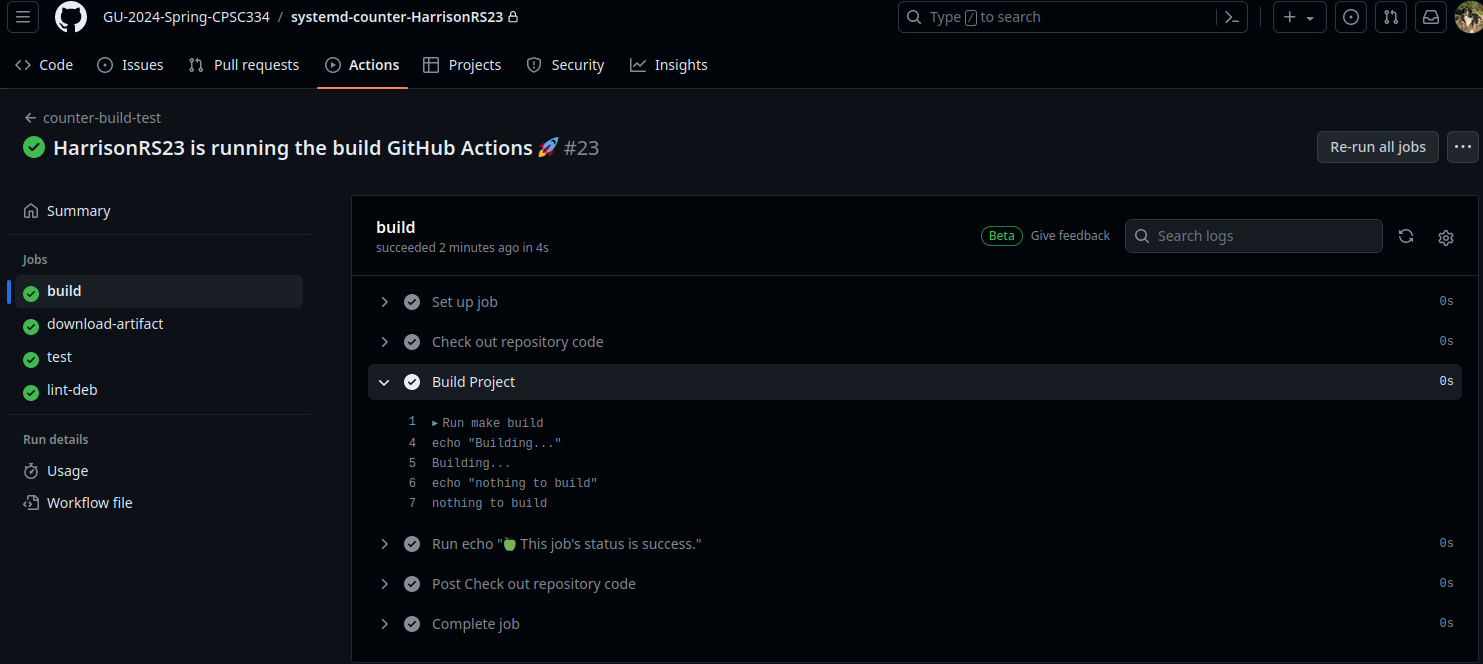 GU-2024-Spring-CPSC334 / systemd-counter-HarrisonRS23
Type / to search
Code Issues Pull requests Actions Projects Security Insights
counter-build-test
HarrisonRS23 is running the build GitHub Actions 🚀 #23
Re-run all jobs
Summary
Jobs
build
download-artifact
test
lint-deb
Run details
Usage
Workflow file
build
succeeded 2 minutes ago in 4s
Beta Give feedback
Search logs
Set up job 0s
Check out repository code 0s
Build Project 0s
1 ▸ Run make build
4 echo "Building..."
5 Building...
6 echo "nothing to build"
7 nothing to build
Run echo "🍏 This job's status is success." 0s
Post Check out repository code 0s
Complete job 0s